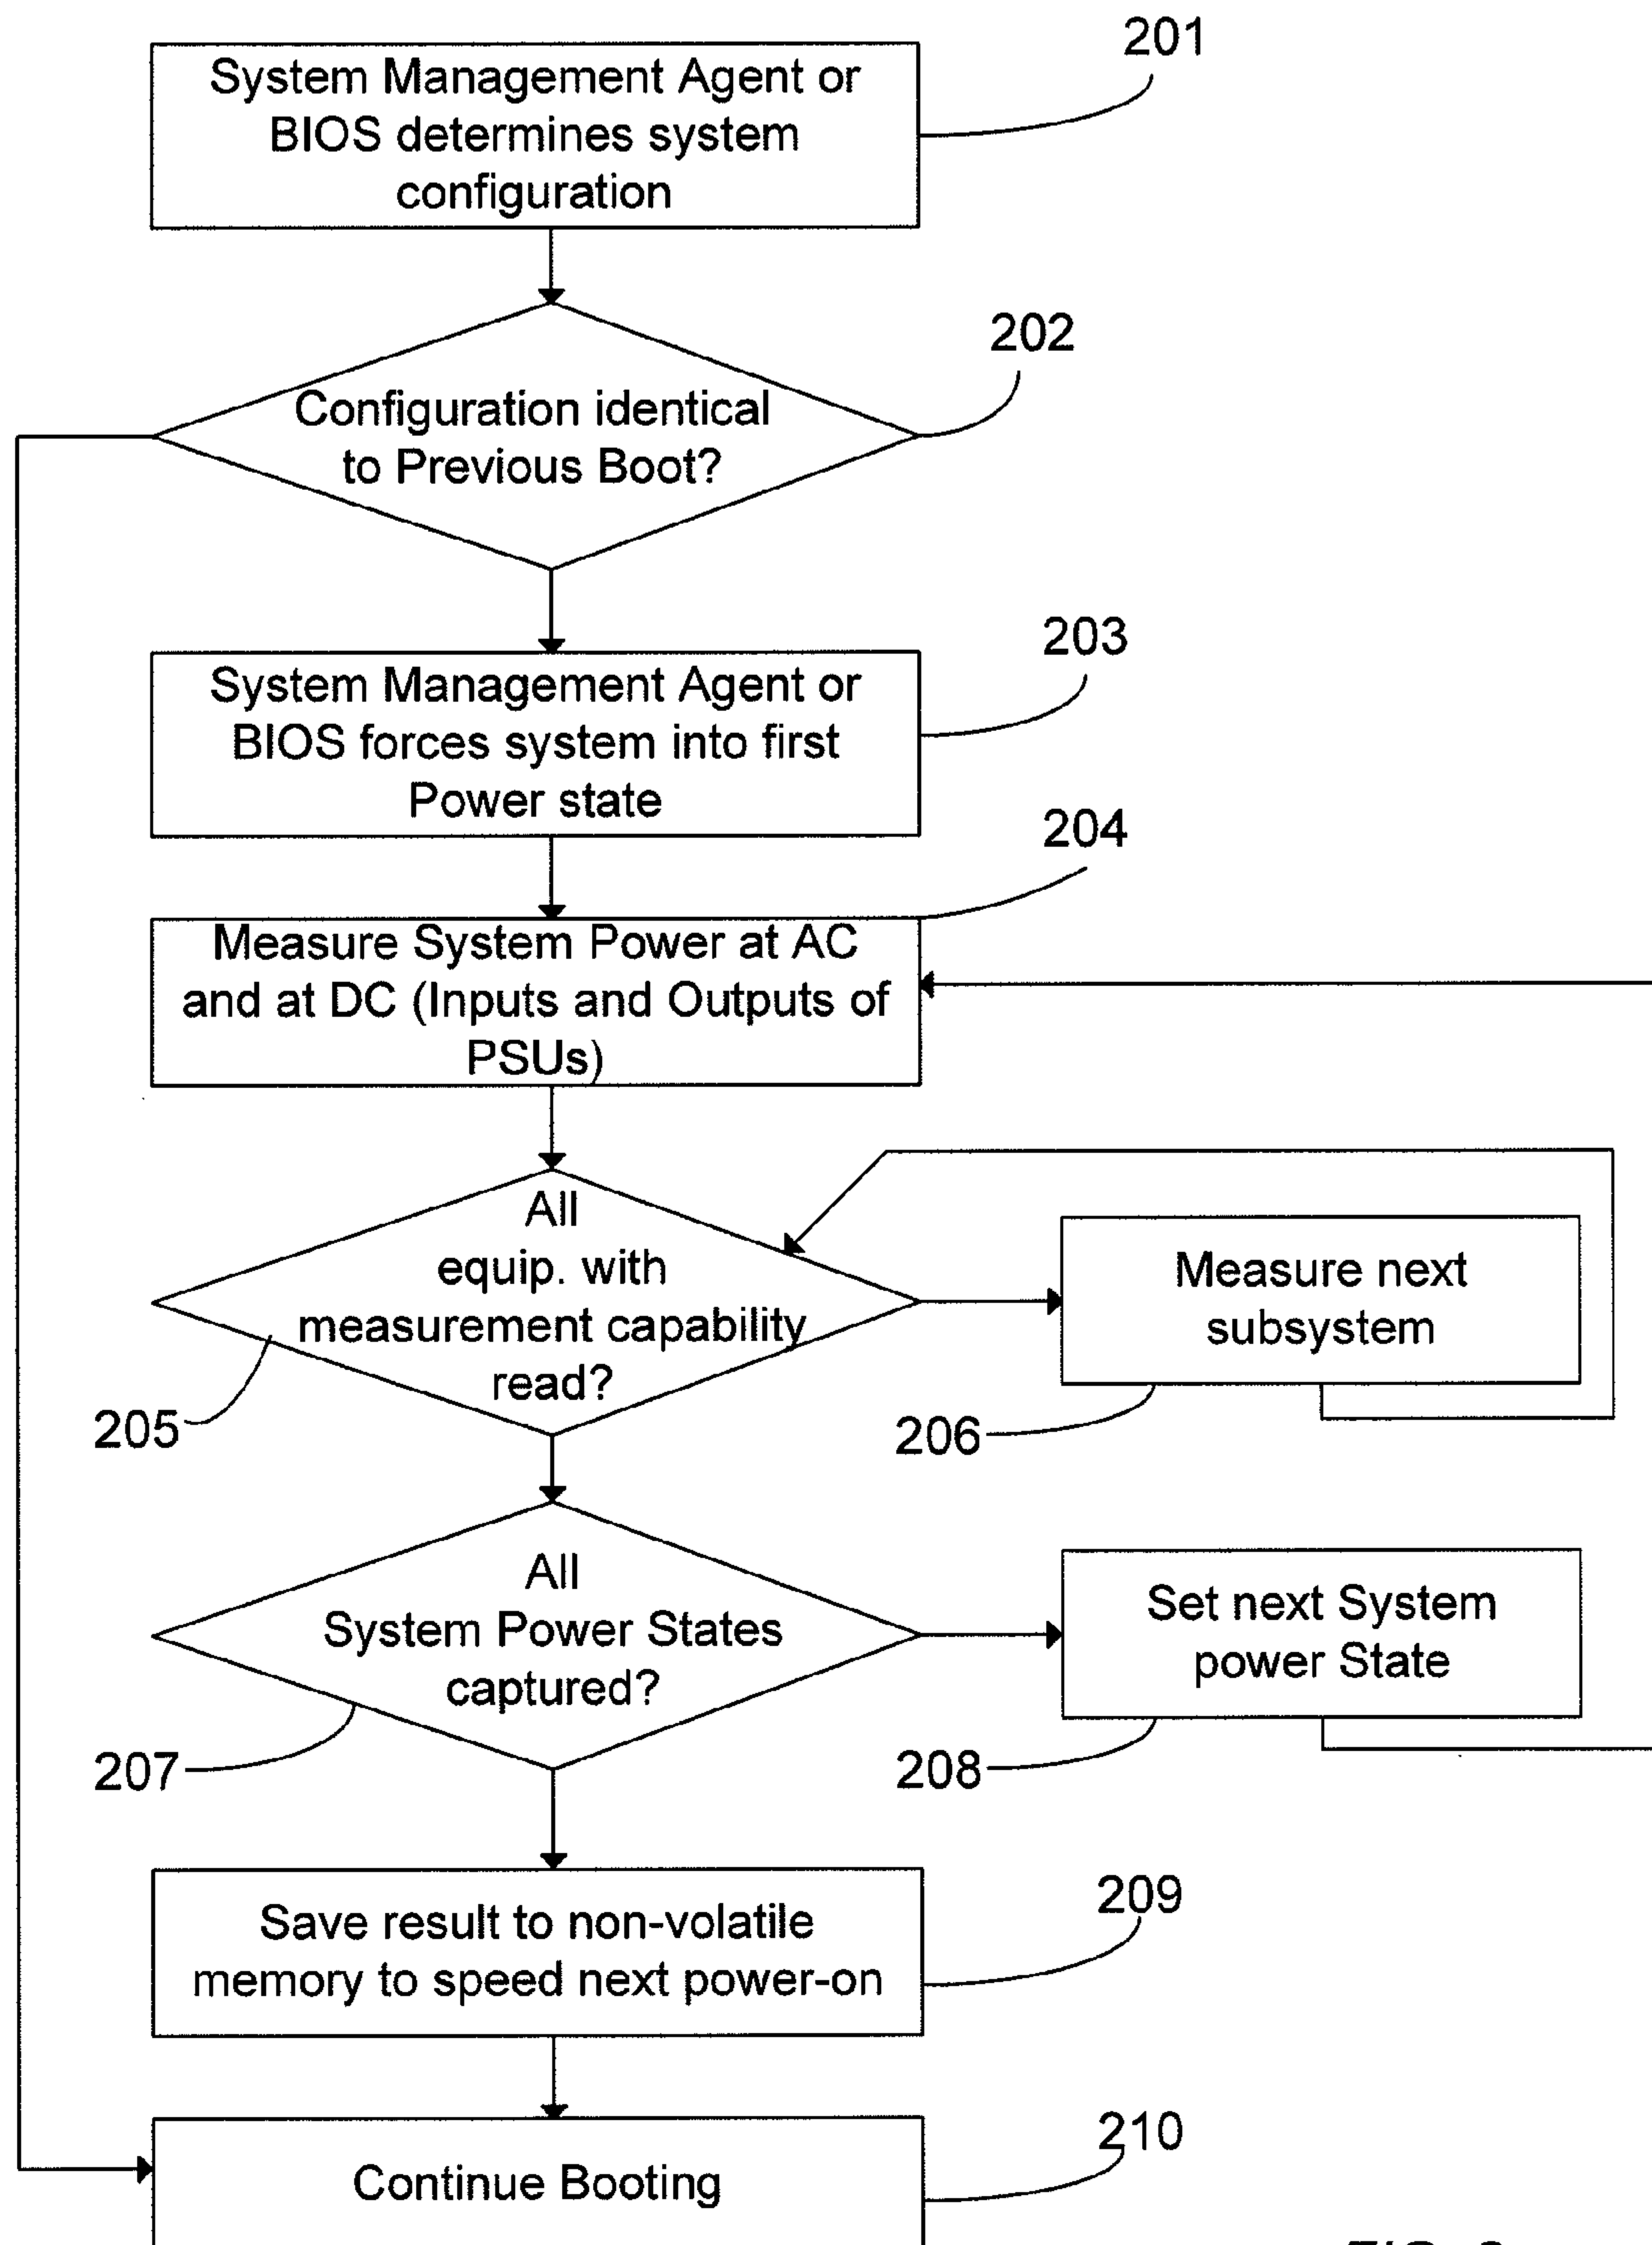 201
System Management Agent or
BIOS determines system
configuration
202
Configuration identical
to Previous Boot?
203
System Management Agent or
BIOS forces system into first
Power state
204
Measure System Power at AC
and at DC (Inputs and Outputs of
PSUs)
All
equip. with
measurement capability
read?
205
Measure next
subsystem
206
All
System Power States
captured?
207
Set next System
power State
208
209
Save result to non-volatile
memory to speed next power-on
210
Continue Booting